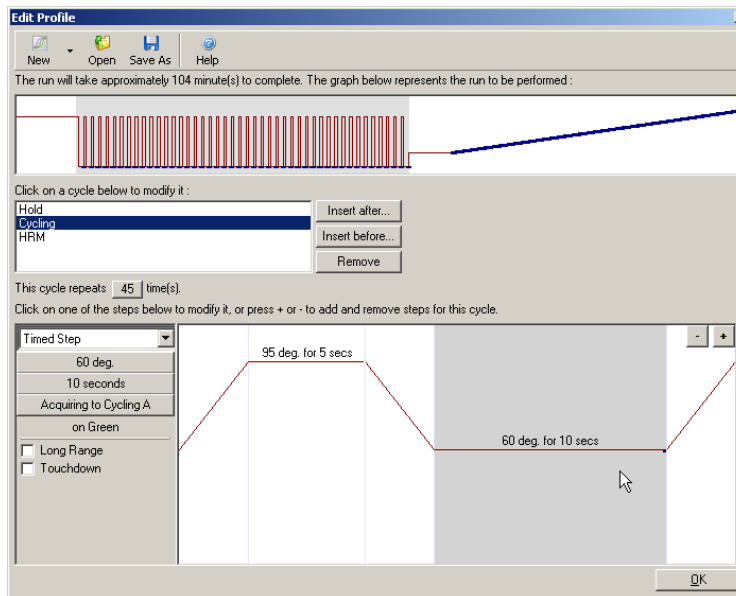 Edit Profile
New Open Save As Help
The run will take approximately 104 minute(s) to complete. The graph below represents the run to be performed :
Click on a cycle below to modify it :
Hold
Cycling
HRM
Insert after...
Insert before...
Remove
This cycle repeats 45 time(s).
Click on one of the steps below to modify it, or press + or - to add and remove steps for this cycle.
Timed Step
60 deg.
10 seconds
Acquiring to Cycling A
on Green
Long Range
Touchdown
95 deg. for 5 secs
- +
60 deg. for 10 secs
OK